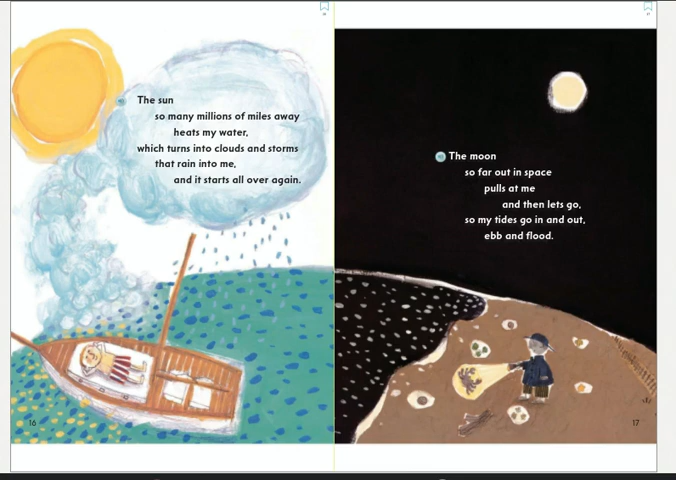 The sun
so many millions of miles away
heats my water,
which turns into clouds and storms
that rain into me,
and it starts all over again.
16
The moon
so far out in space
pulls at me
and then lets go,
so my tides go in and out,
ebb and flood.
17